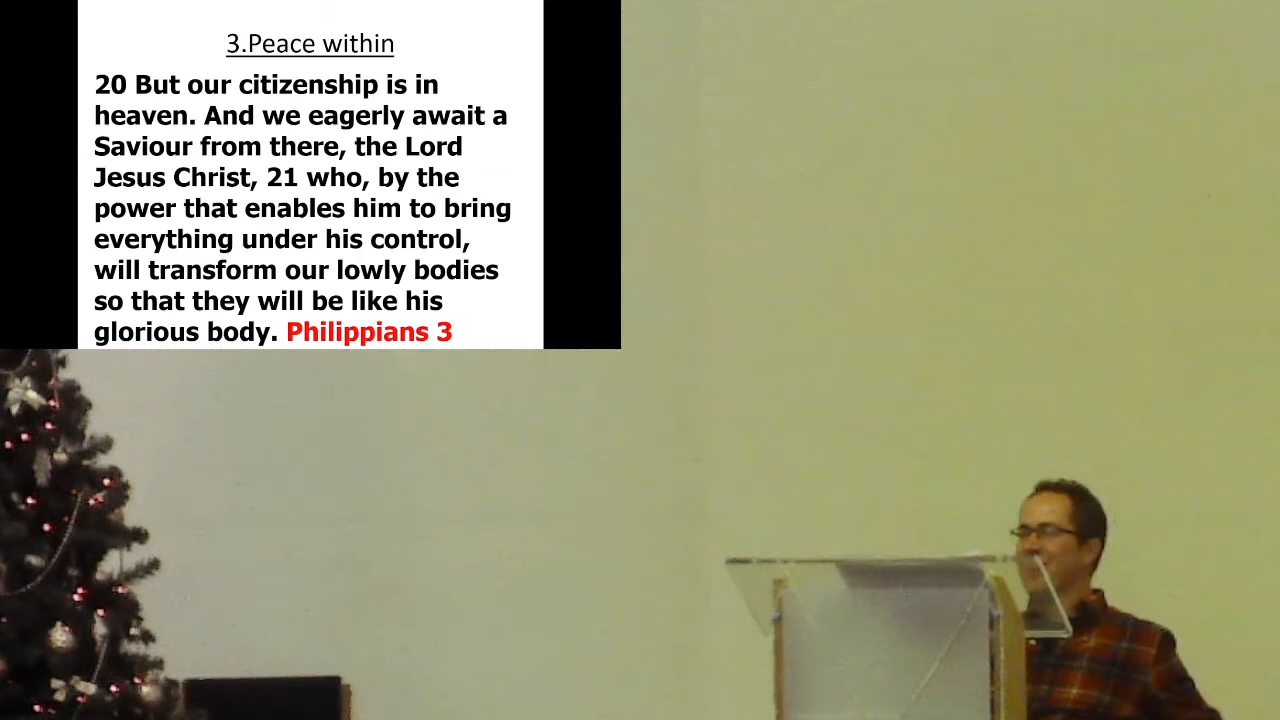 3.Peace within
20 But our citizenship is in
heaven. And we eagerly await a
Saviour from there, the Lord
Jesus Christ, 21 who, by the
power that enables him to bring
everything under his control,
will transform our lowly bodies
so that they will be like his
glorious body. Philippians 3